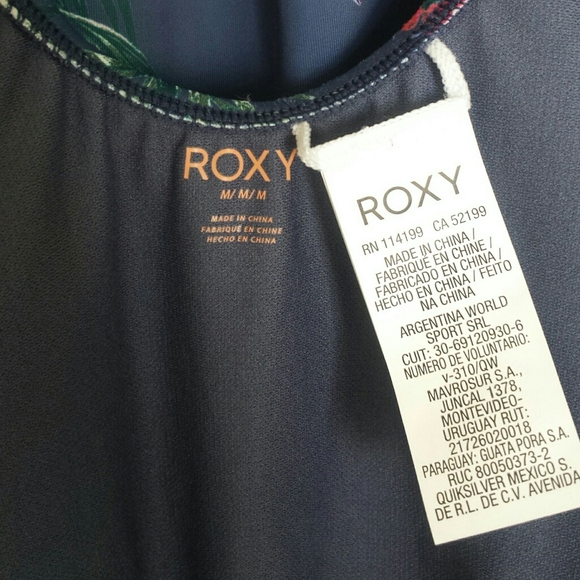 ROXY
M/ M/ M
MADE IN CHINA
FABRIQUÉ EN CHINE
HECHO EN CHINA
ROXY
RN 114199 CA 52199
MADE IN CHINA /
FABRIQUÉ EN CHINE /
FABRICADO EN CHINA /
HECHO EN CHINA / FEITO
NA CHINA
ARGENTINA WORLD
SPORT SRL
CUIT: 30-69120930-6
NUMERO DE VOLUNTARIO:
v-310/QW
MAVROSUR S.A.,
JUNCAL 1378,
MONTEVIDEO-
URUGUAY RUT:
21726020018
PARAGUAY: GUATA PORA S.A.
RUC 80050373-2
QUIKSILVER MEXICO S.
DE R.L. DE C.V. AVENIDA